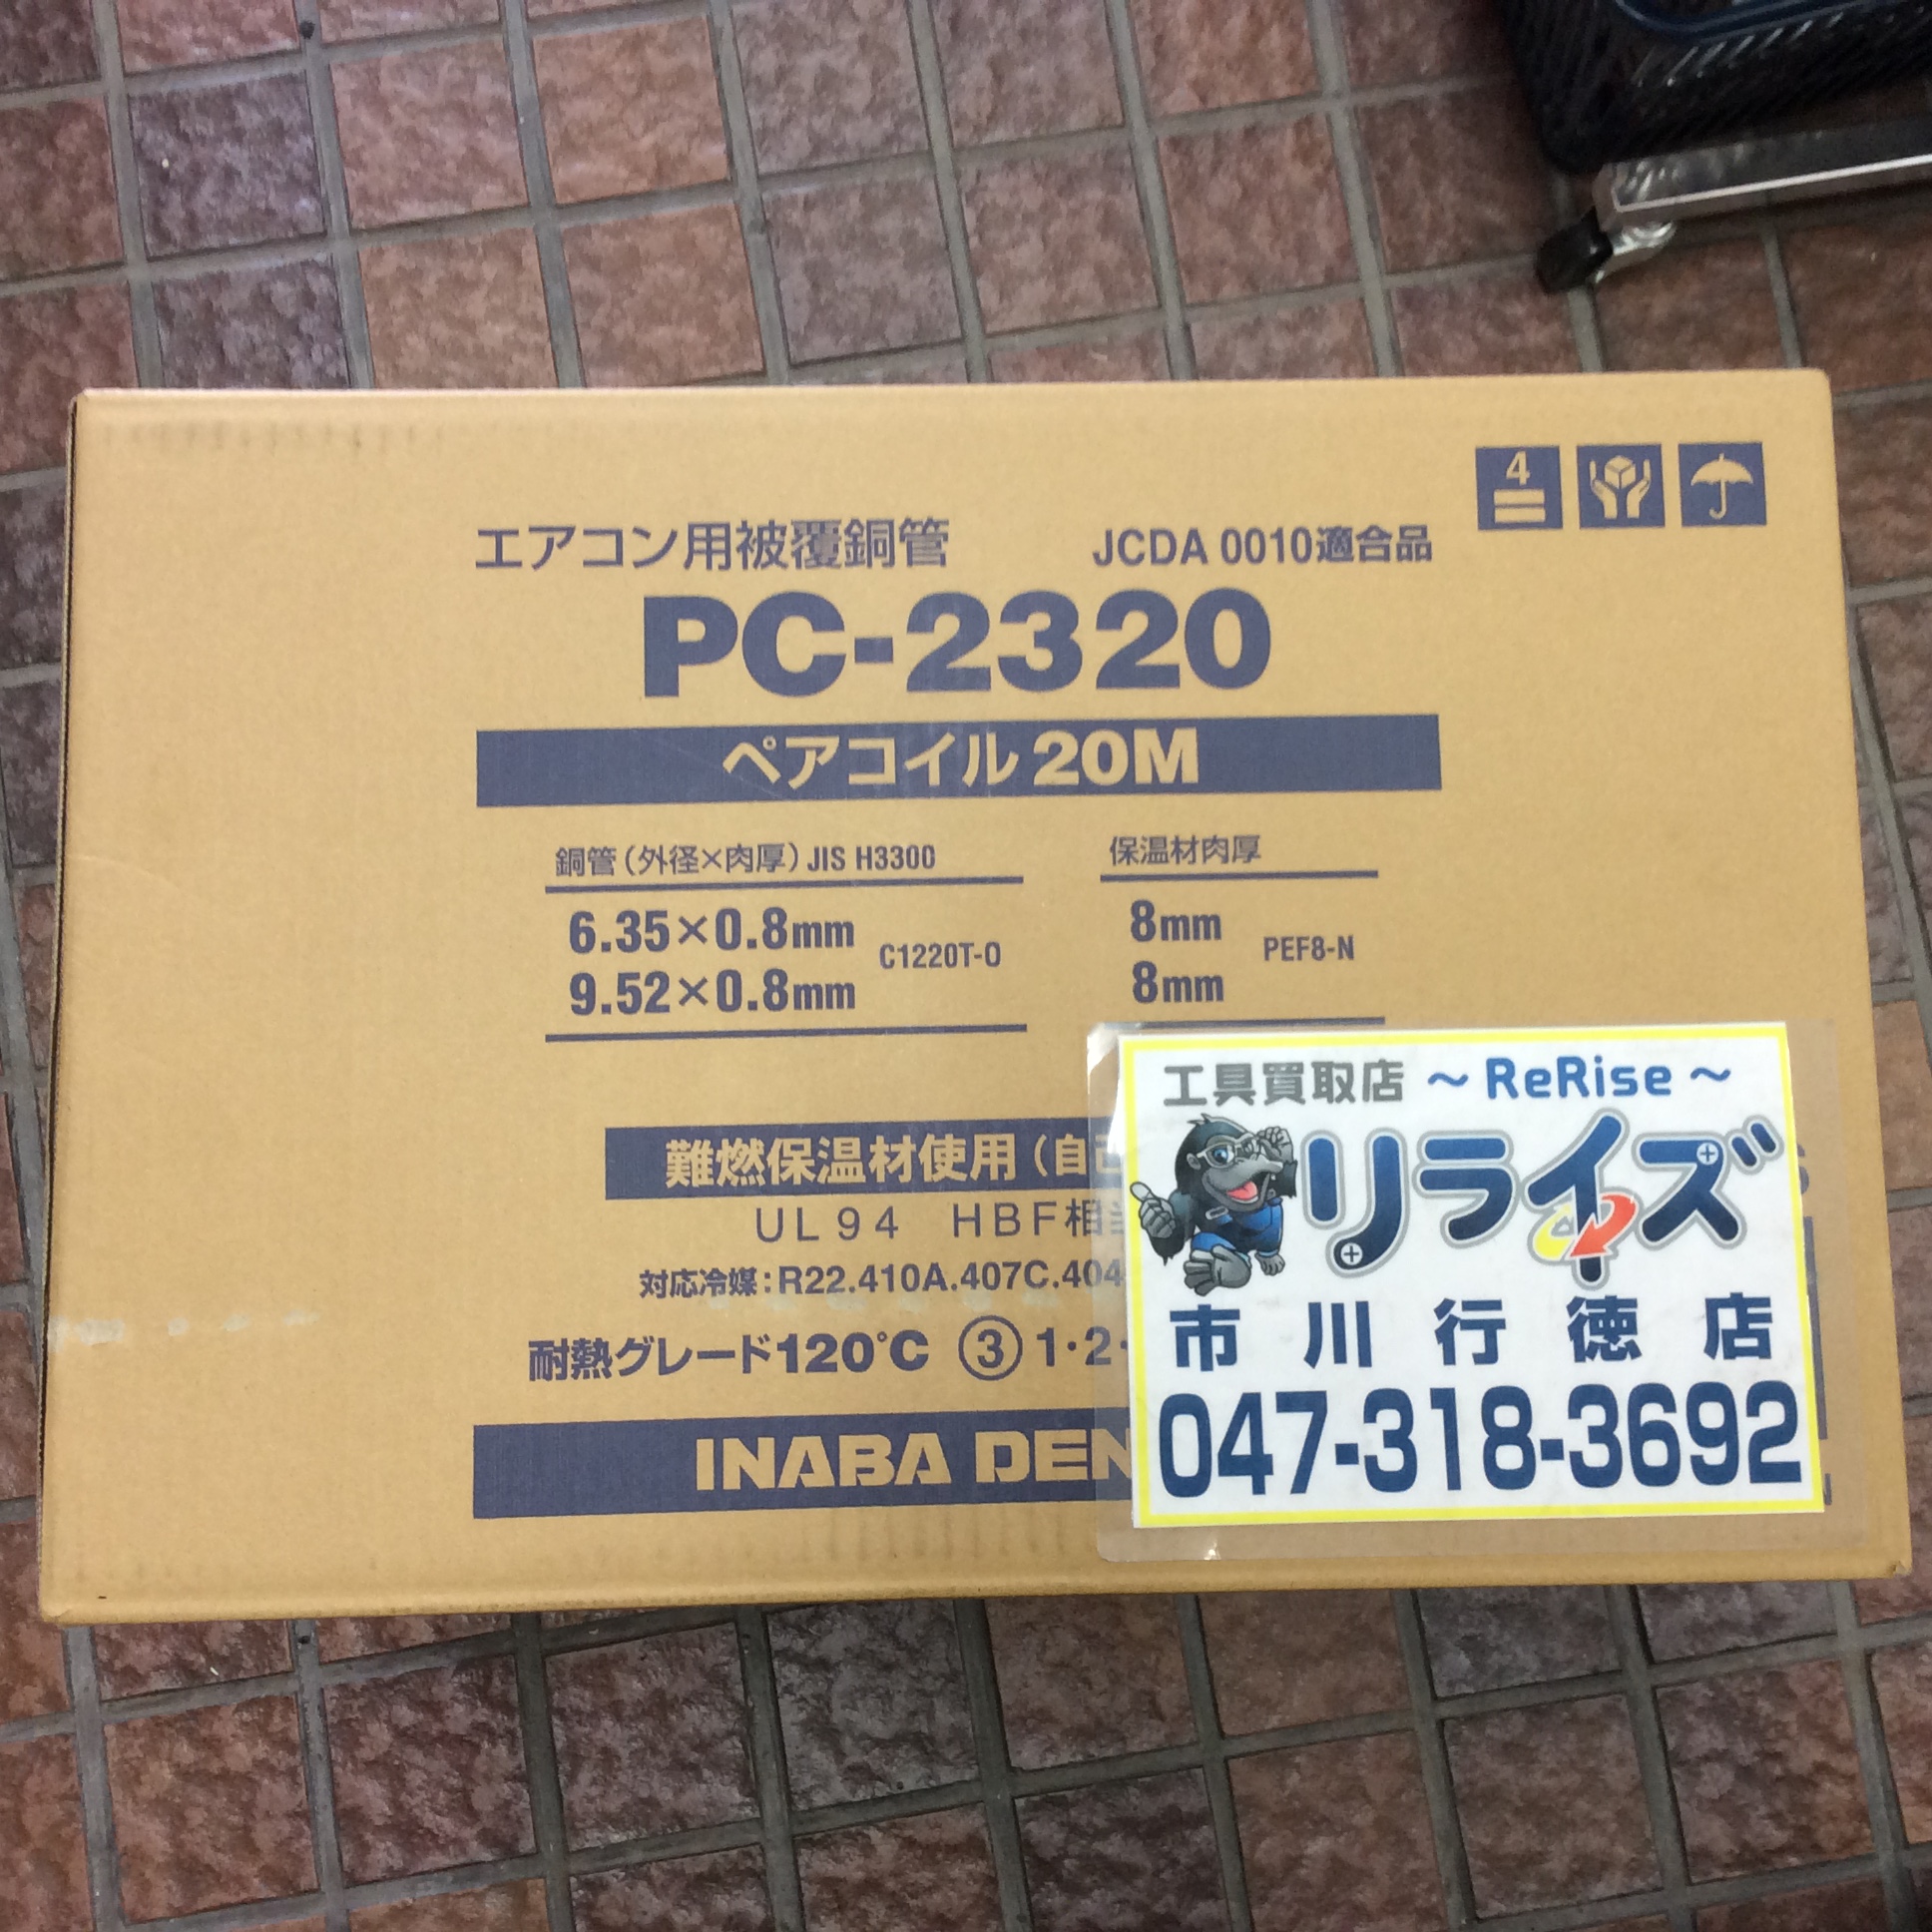 4
エアコン用被覆銅管 JCDA 0010適合品
PC-2320
ペアコイル20M
銅管(外径×肉厚)JIS H3300 保温材肉厚
6.35×0.8mm 8mm
C1220T-O PEF8-N
9.52×0.8mm 8mm
難燃保温材使用(自己
UL94 HBF相
対応冷媒:R22.410A.407C.404
耐熱グレード120℃ ③1・2・
INABA DEN
工具買取店 ~ReRise~
リライズ
市川行徳店
047-318-3692